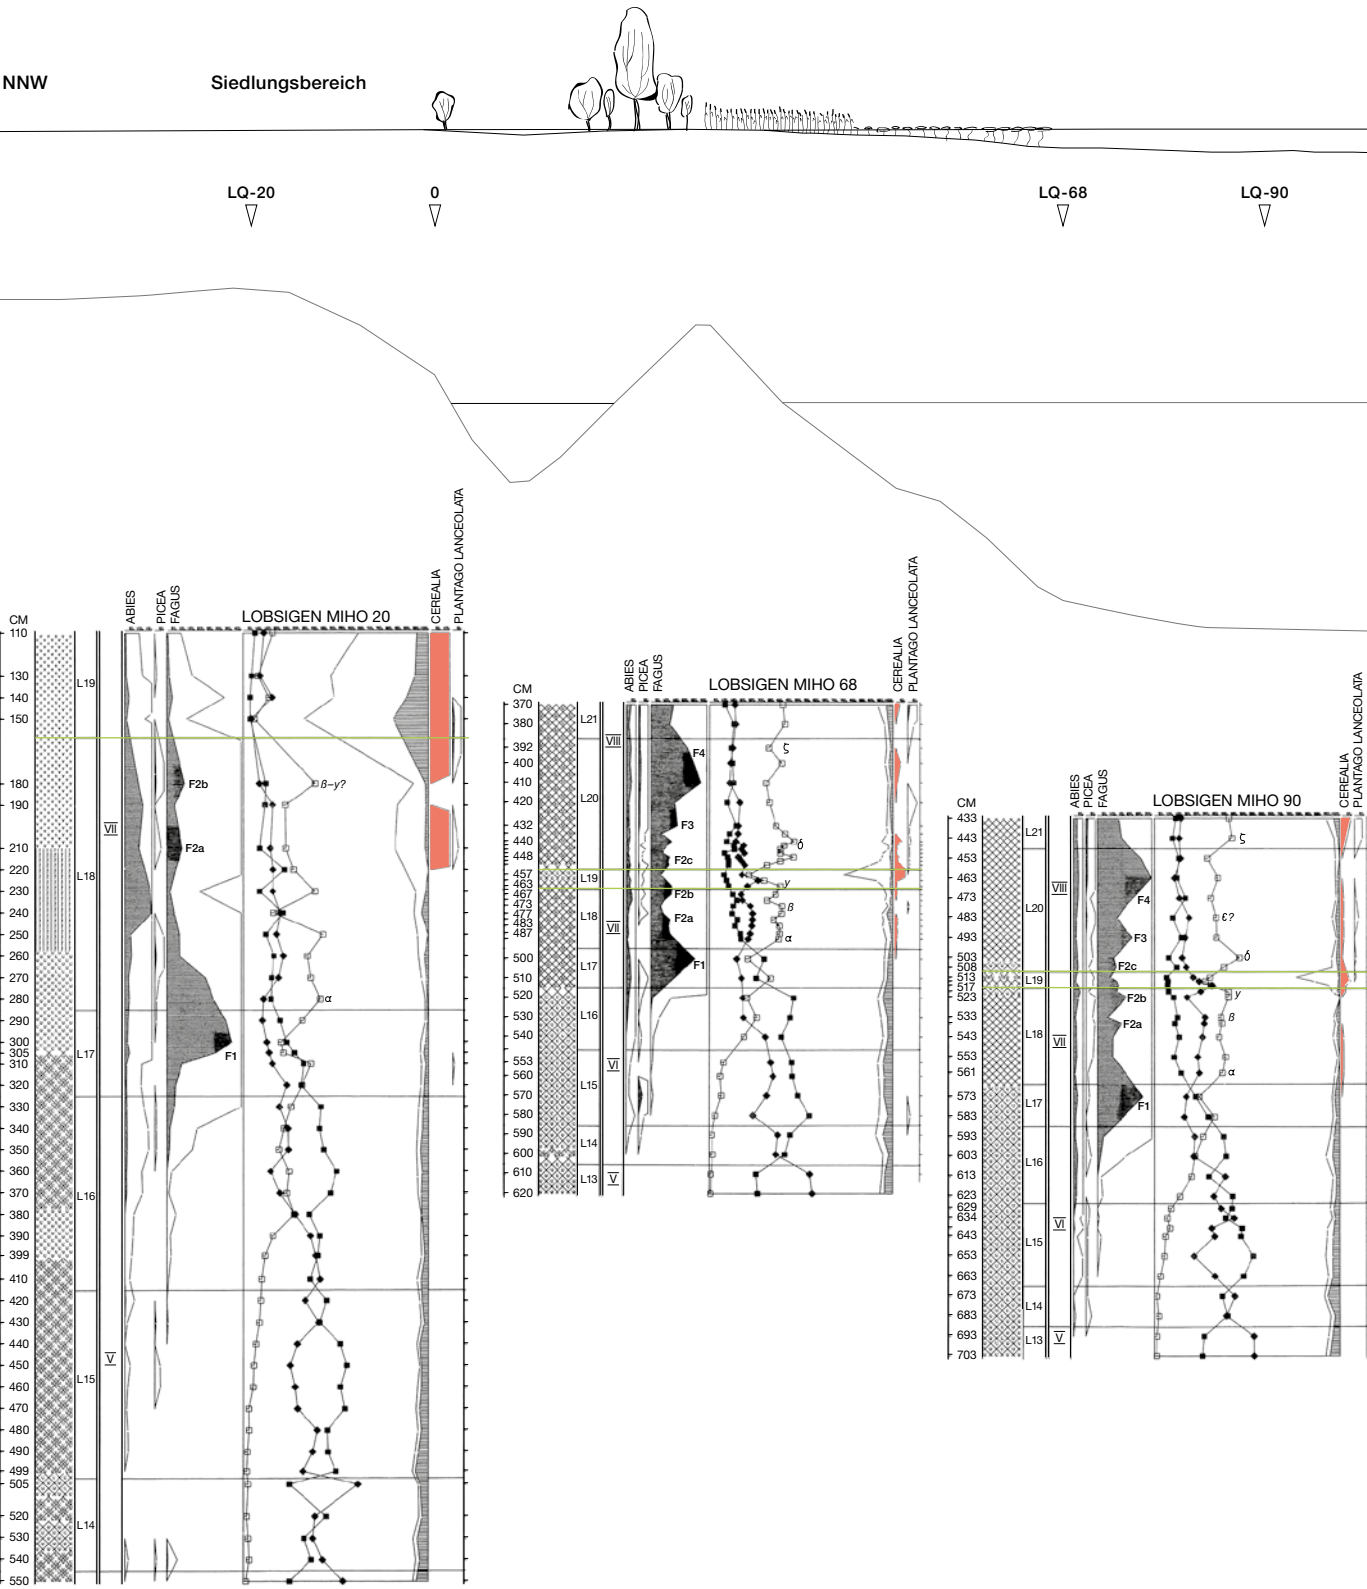 NNW Siedlungsbereich
LQ-20 0 LQ-68 LQ-90
CM
ABIES
PICEA
FAGUS
LOBSIGEN MIHO 20
CEREALIA
PLANTAGO LANCEOLATA
110
130
140
150
180
190
210
220
240
250
260
270
280
290
300
305
310
320
330
340
350
360
370
380
390
399
410
420
430
440
450
460
470
480
490
499
505
520
530
540
550
L19
L18
L17
L16
L15
L14
VII
V
F2b
F2a
F1
ß–y?
α
CM
ABIES
PICEA
FAGUS
LOBSIGEN MIHO 68
CEREALIA
PLANTAGO LANCEOLATA
370
380
392
400
410
420
432
440
448
457
463
467
473
477
483
487
500
510
520
530
540
553
560
570
580
590
600
610
620
L21
L20
L19
L18
L17
L16
L15
L14
L13
VIII
VII
VI
V
F4
F3
F2c
F2b
F2a
F1
ζ
δ
y
ß
α
CM
ABIES
PICEA
FAGUS
LOBSIGEN MIHO 90
CEREALIA
PLANTAGO LANCEOLATA
433
443
453
463
473
483
493
503
508
513
517
523
533
543
553
561
573
583
593
603
613
623
629
634
643
653
663
673
683
693
703
L21
L20
L19
L18
L17
L16
L15
L14
L13
VIII
VII
VI
V
F4
F3
F2c
F2b
F2a
F1
ζ
ε?
δ
y
ß
α